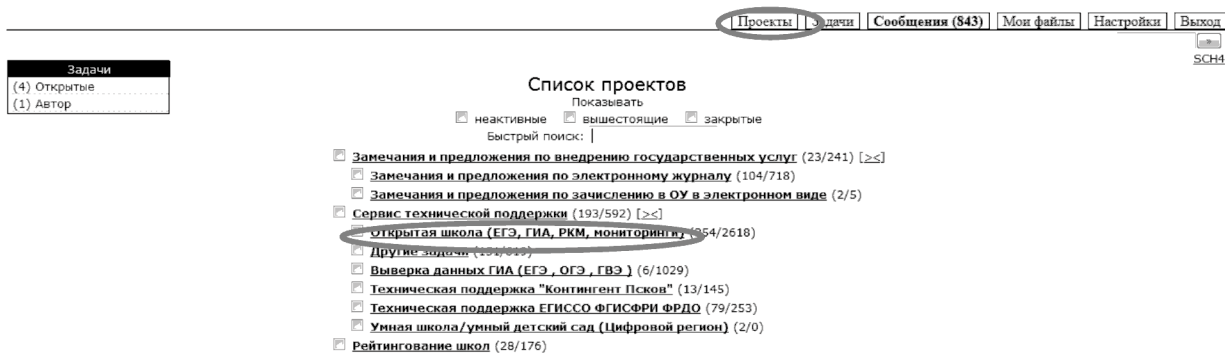 Проекты Задачи Сообщения (843) Мои файлы Настройки Выход
»
SCH4
Задачи
(4) Открытые
(1) Автор
Список проектов
Показывать
неактивные вышестоящие закрытые
Быстрый поиск:
Замечания и предложения по внедрению государственных услуг (23/241) [><]
Замечания и предложения по электронному журналу (104/718)
Замечания и предложения по зачислению в ОУ в электронном виде (2/5)
Сервис технической поддержки (193/592) [><]
Открытая школа (ЕГЭ, ГИА, РКМ, мониторинги) (354/2618)
Другие задачи
Выверка данных ГИА (ЕГЭ , ОГЭ , ГВЭ ) (6/1029)
Техническая поддержка "Контингент Псков" (13/145)
Техническая поддержка ЕГИССО ФГИСФРИ ФРДО (79/253)
Умная школа/умный детский сад (Цифровой регион) (2/0)
Рейтингование школ (28/176)